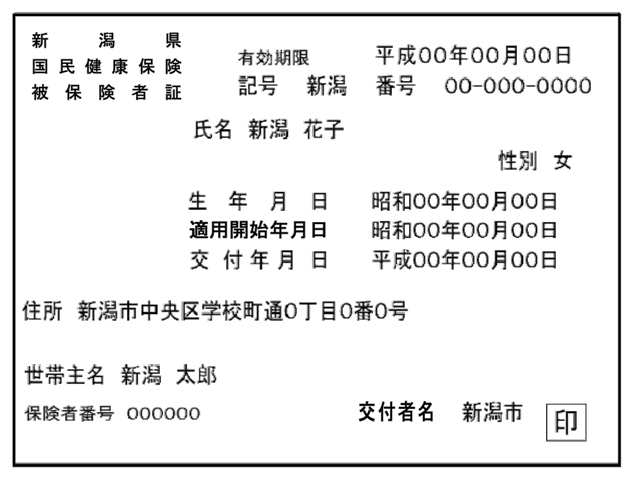 新潟県
国民健康保険
被保険者証
有効期限 平成00年00月00日
記号 新潟 番号 00-000-0000
氏名 新潟 花子
性別 女
生年月日 昭和00年00月00日
適用開始年月日 昭和00年00月00日
交付年月日 平成00年00月00日
住所 新潟市中央区学校町通0丁目0番0号
世帯主名 新潟 太郎
保険者番号 000000
交付者名 新潟市 印